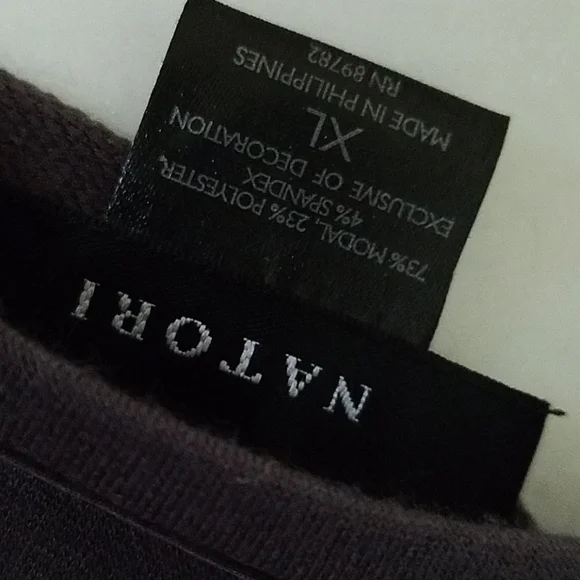 NATORI
73% MODAL, 23% POLYESTER,
4% SPANDEX
EXCLUSIVE OF DECORATION
XL
MADE IN PHILIPPINES
RN 89782